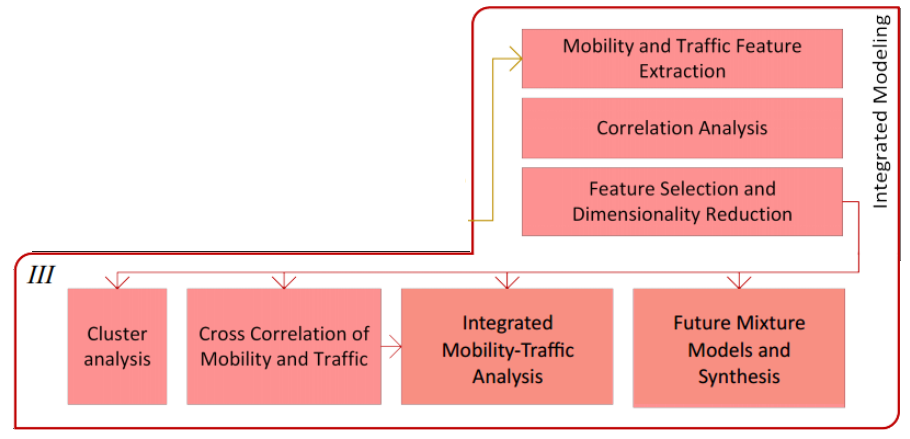 Mobility and Traffic Feature
Extraction
Correlation Analysis
Feature Selection and
Dimensionality Reduction
Integrated Modeling
III
Cluster
analysis
Cross Correlation of
Mobility and Traffic
Integrated
Mobility-Traffic
Analysis
Future Mixture
Models and
Synthesis